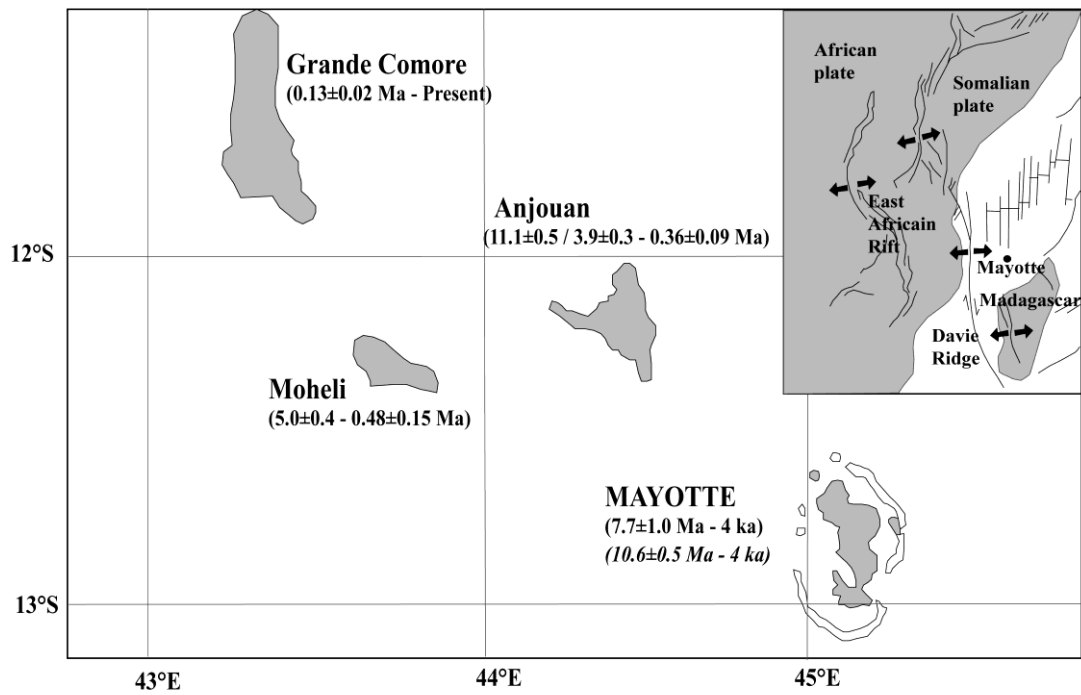 Grande Comore
(0.13±0.02 Ma - Present)
Anjouan
(11.1±0.5 / 3.9±0.3 - 0.36±0.09 Ma)
Moheli
(5.0±0.4 - 0.48±0.15 Ma)
MAYOTTE
(7.7±1.0 Ma - 4 ka)
(10.6±0.5 Ma - 4 ka)
African
plate
Somalian
plate
East
Africain
Rift
Mayotte
Madagascar
Davie
Ridge
12°S
13°S
43°E
44°E
45°E